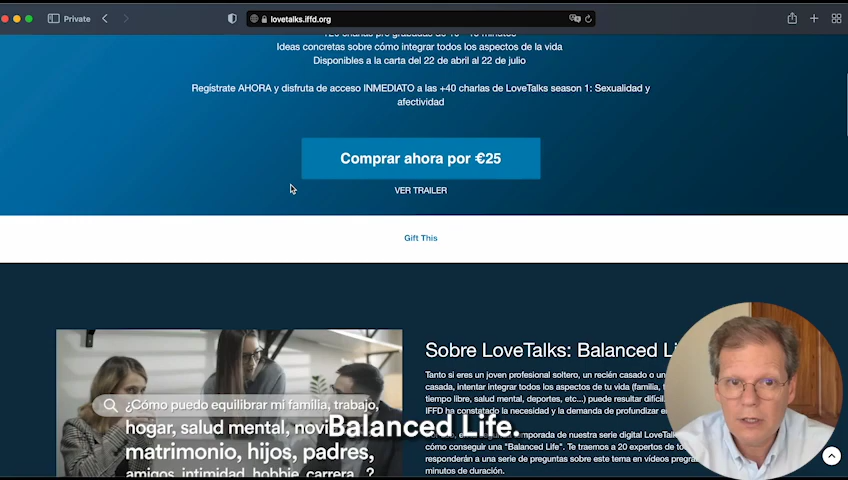 Private
lovetalks.iffd.org
Ideas concretas sobre cómo integrar todos los aspectos de la vida
Disponibles a la carta del 22 de abril al 22 de julio
Regístrate AHORA y disfruta de acceso INMEDIATO a las +40 charlas de LoveTalks season 1: Sexualidad y
afectividad
Comprar ahora por €25
VER TRAILER
Gift This
¿Cómo puedo equilibrar mi familia, trabajo,
hogar, salud mental,
matrimonio, hijos, padres,
amigos, intimidad, hobbie, carrera...?
Sobre LoveTalks: Balanced
Tanto si eres un joven profesional soltero, un recién casado o
casada, intentar integrar todos los aspectos de tu vida (familia,
tiempo libre, salud mental, deportes, etc...) puede resultar difícil.
IFFD ha constatado la necesidad y la demanda de profundizar
temporada de nuestra serie digital
cómo conseguir una "Balanced Life". Te traemos a 20 expertos de
responderán a una serie de preguntas sobre este tema en vídeos
minutos de duración.
Balanced Life.